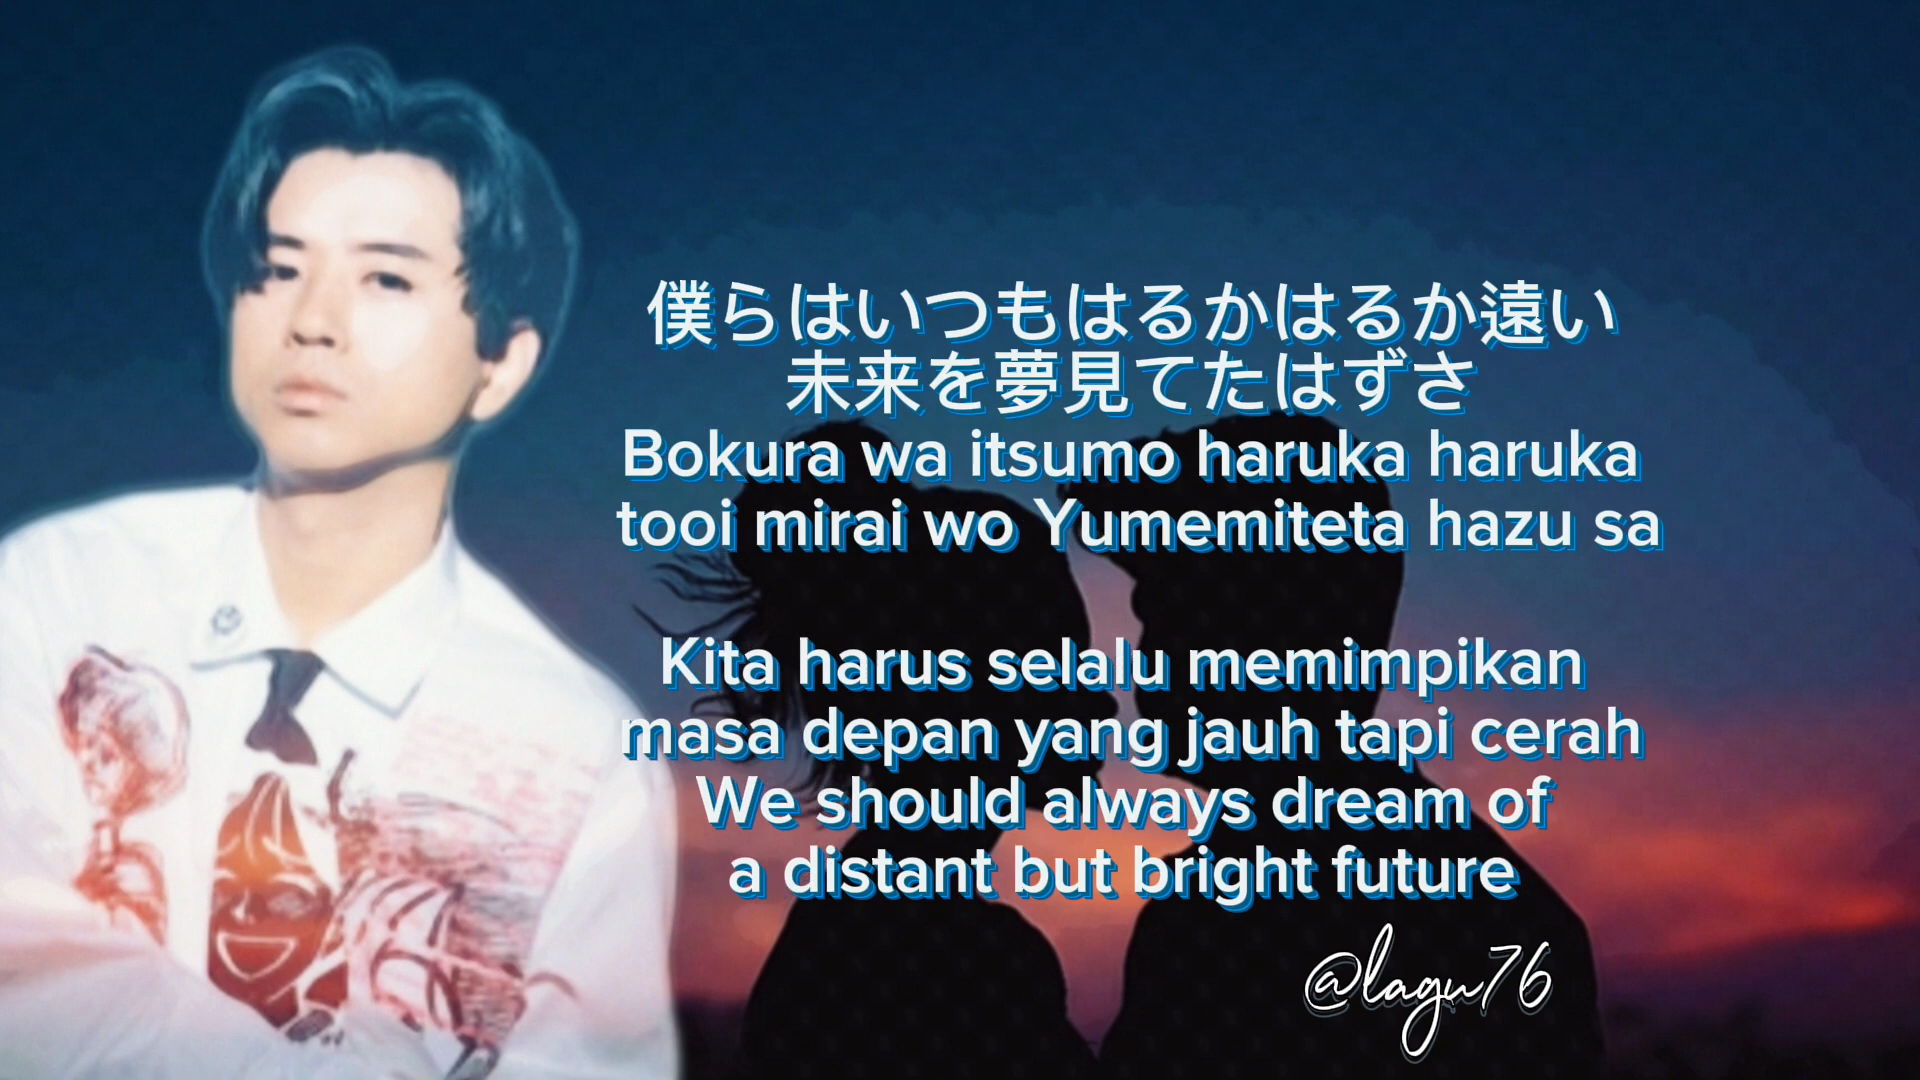 僕らはいつもはるかはるか遠い
未来を夢見てたはずさ
Bokura wa itsumo haruka haruka
tooi mirai wo Yumemiteta hazu sa
Kita harus selalu memimpikan
masa depan yang jauh tapi cerah
We should always dream of
a distant but bright future
@lagu76